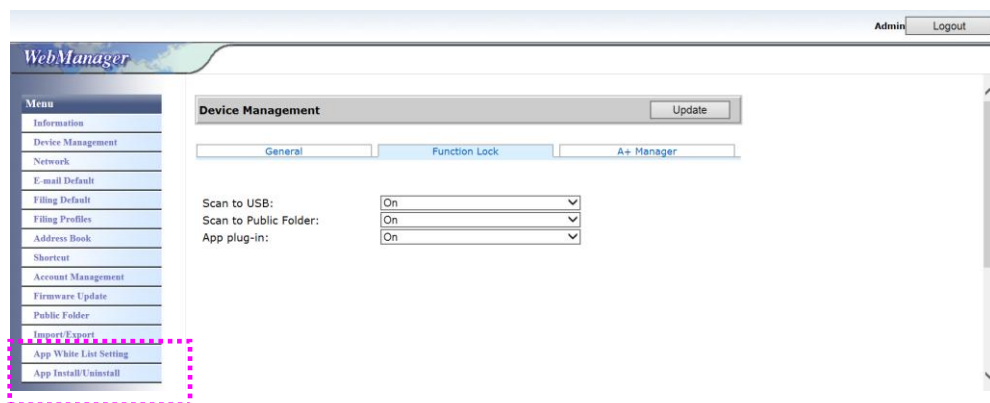 Admin Logout
WebManager
Menu
Information
Device Management
Network
E-mail Default
Filing Default
Filing Profiles
Address Book
Shortcut
Account Management
Firmware Update
Public Folder
Import/Export
App White List Setting
App Install/Uninstall
Device Management Update
General Function Lock A+ Manager
Scan to USB: On
Scan to Public Folder: On
App plug-in: On